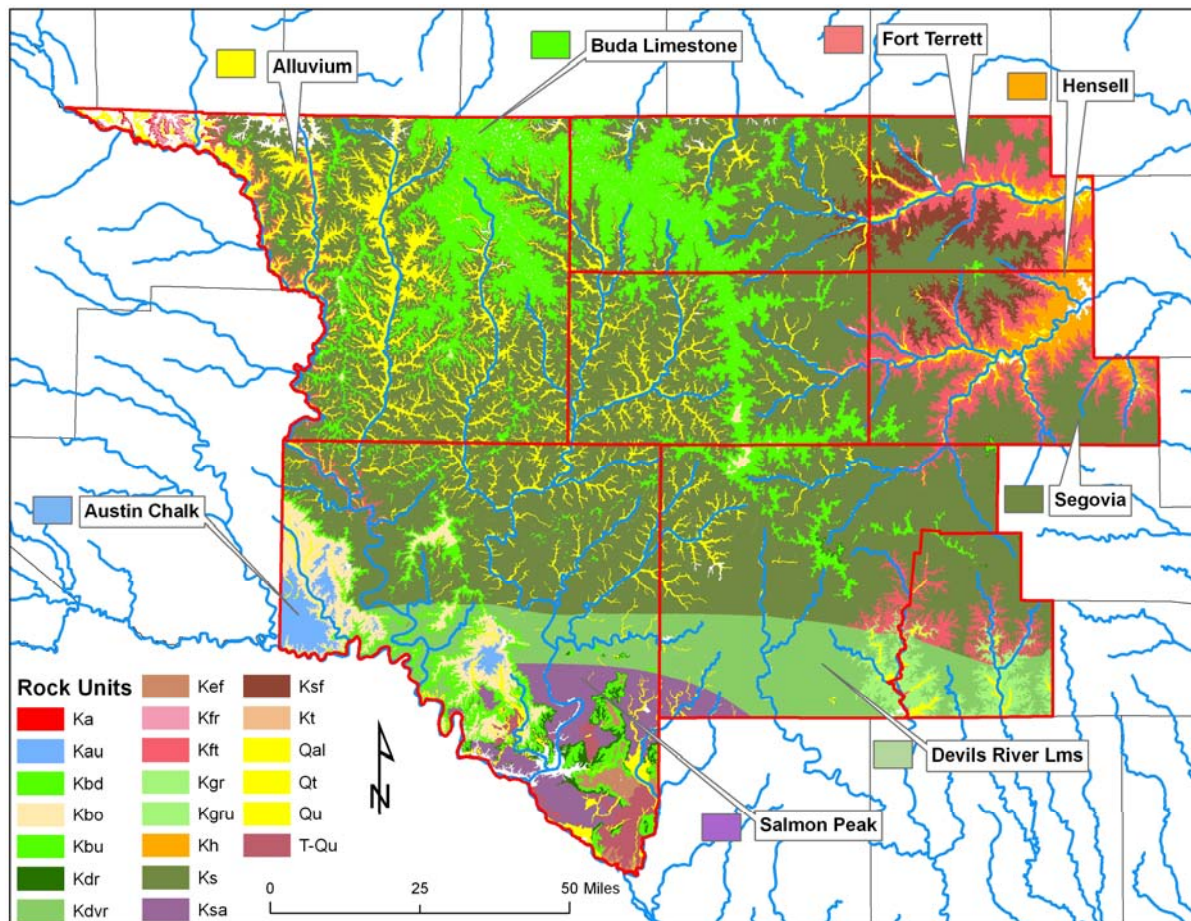 Alluvium
Buda Limestone
Fort Terrett
Hensell
Austin Chalk
Segovia
Devils River Lms
Salmon Peak
Rock Units
Ka
Kau
Kbd
Kbo
Kbu
Kdr
Kdvr
Kef
Kfr
Kft
Kgr
Kgru
Kh
Ks
Ksa
Ksf
Kt
Qal
Qt
Qu
T-Qu
N
0 25 50 Miles